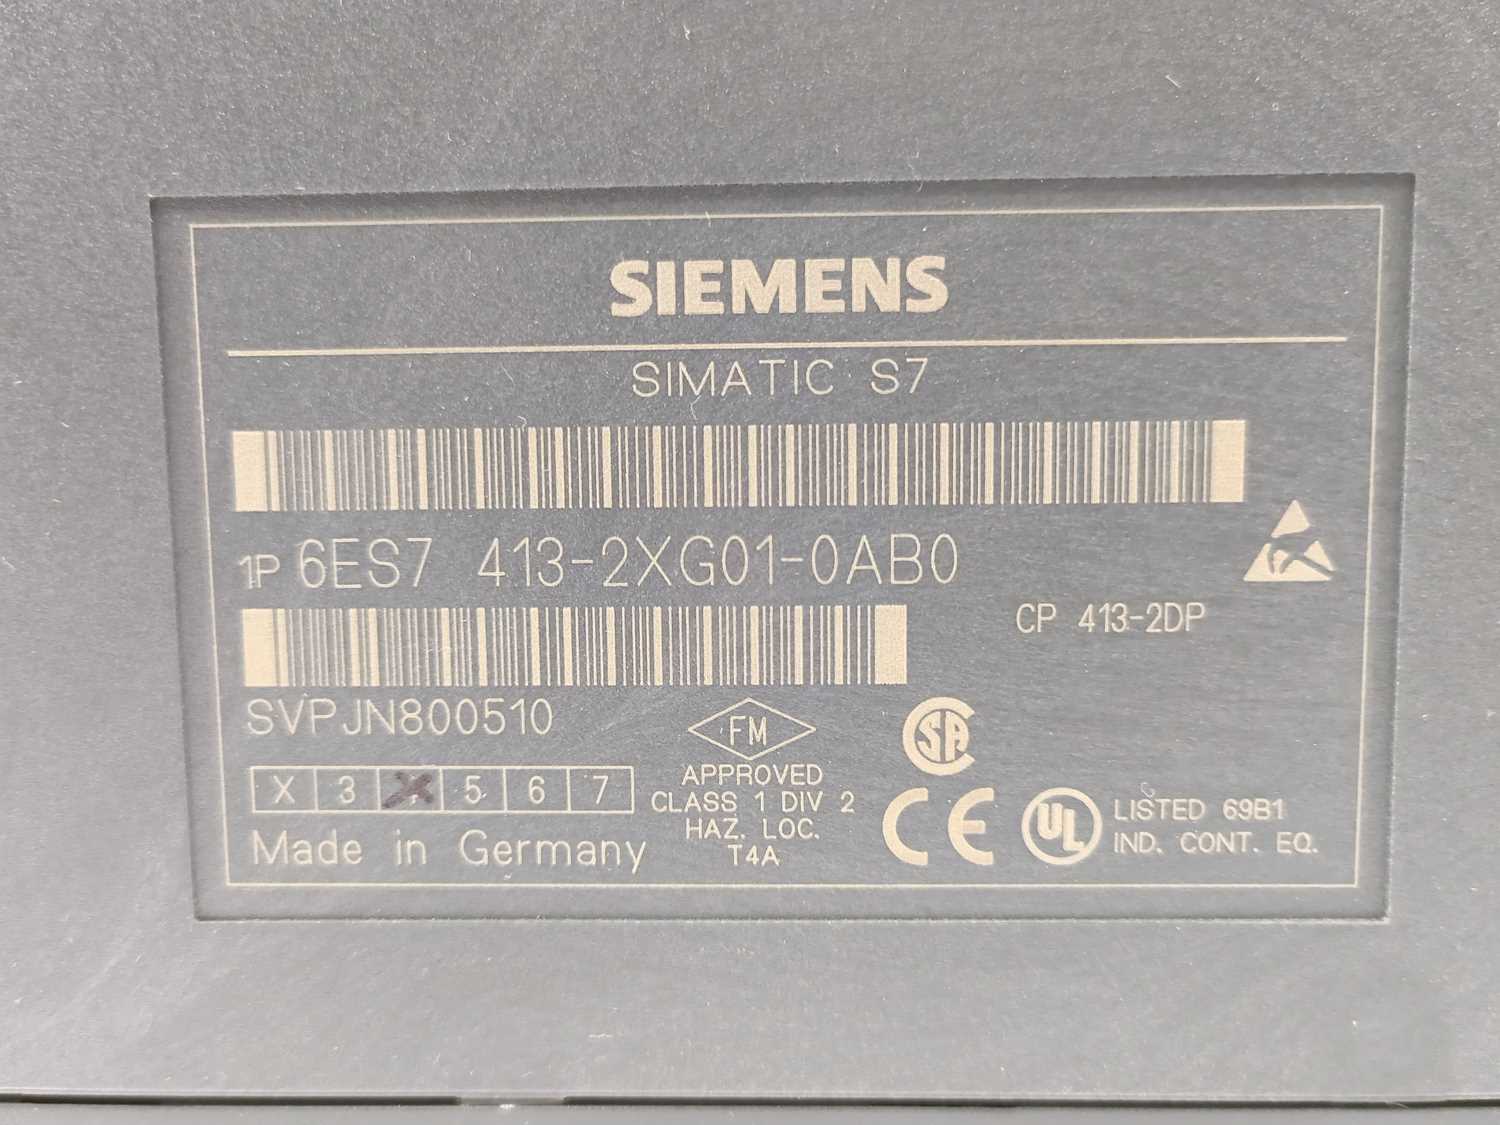 SIEMENS
SIMATIC S7
1P 6ES7 413-2XG01-0AB0
CP 413-2DP
SVPJN800510
X 3 4 5 6 7
Made in Germany
FM
APPROVED
CLASS 1 DIV 2
HAZ. LOC.
T4A
SA
CE
UL
LISTED 69B1
IND. CONT. EQ.